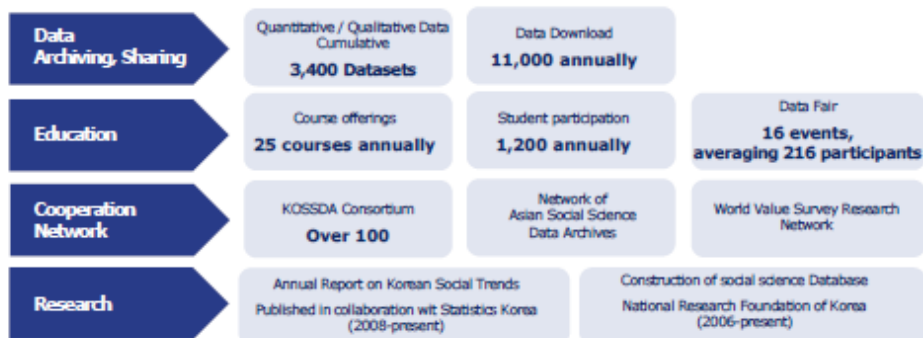 Data
Archiving, Sharing
Quantitative / Qualitative Data
Cumulative
3,400 Datasets
Data Download
11,000 annually
Education
Course offerings
25 courses annually
Student participation
1,200 annually
Data Fair
16 events,
averaging 216 participants
Cooperation
Network
KOSSDA Consortium
Over 100
Network of
Asian Social Science
Data Archives
World Value Survey Research
Network
Research
Annual Report on Korean Social Trends
Published in collaboration wit Statistics Korea
(2008-present)
Construction of social science Database
National Research Foundation of Korea
(2006-present)